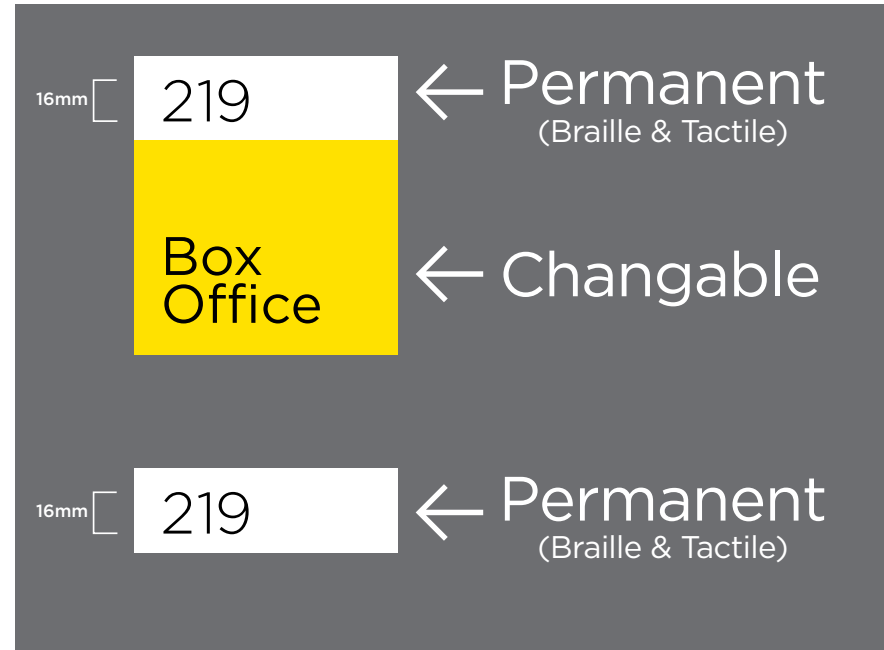 16mm
219
Permanent
(Braille & Tactile)
Box
Office
Changable
16mm
219
Permanent
(Braille & Tactile)